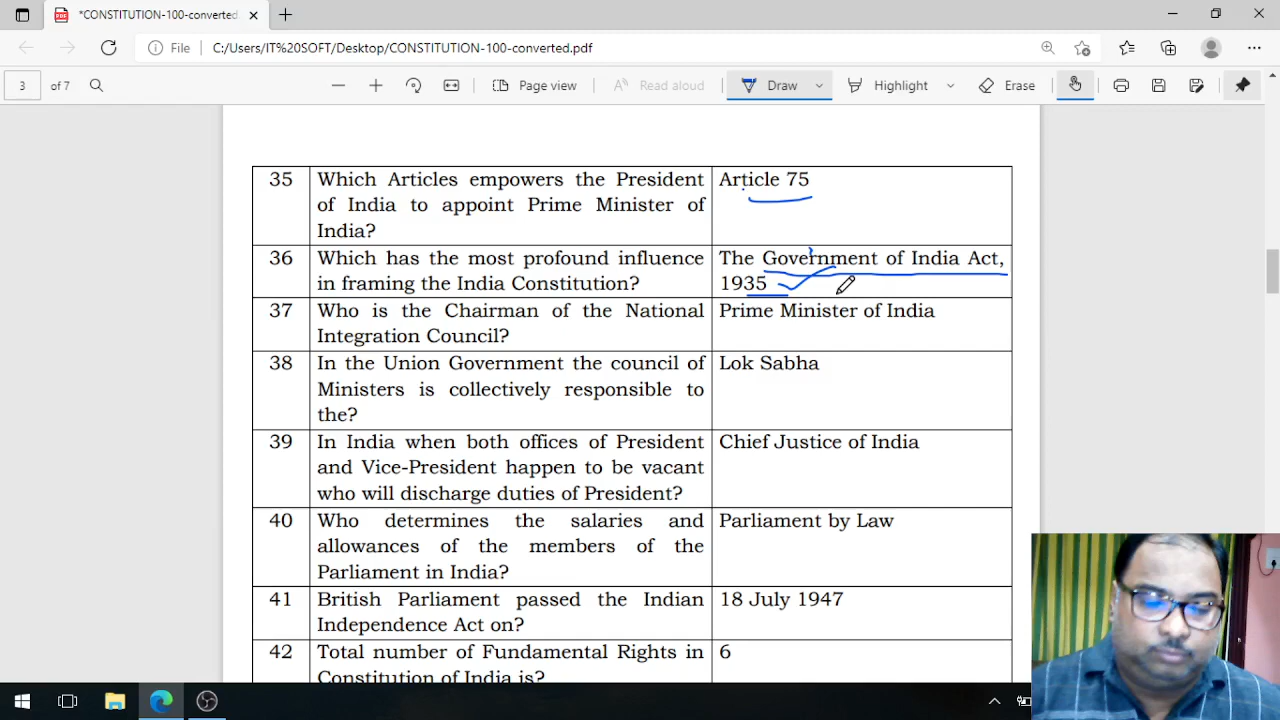 *CONSTITUTION-100-converted
File C:/Users/IT%20SOFT/Desktop/CONSTITUTION-100-converted.pdf
3 of 7 Page view Read aloud Draw Highlight Erase
35 Which Articles empowers the President Article 75
of India to appoint Prime Minister of
India?
36 Which has the most profound influence The Government of India Act,
in framing the India Constitution? 1935
37 Who is the Chairman of the National Prime Minister of India
Integration Council?
38 In the Union Government the council of Lok Sabha
Ministers is collectively responsible to
the?
39 In India when both offices of President Chief Justice of India
and Vice-President happen to be vacant
who will discharge duties of President?
40 Who determines the salaries and Parliament by Law
allowances of the members of the
Parliament in India?
41 British Parliament passed the Indian 18 July 1947
Independence Act on?
42 Total number of Fundamental Rights in 6
Constitution of India is?